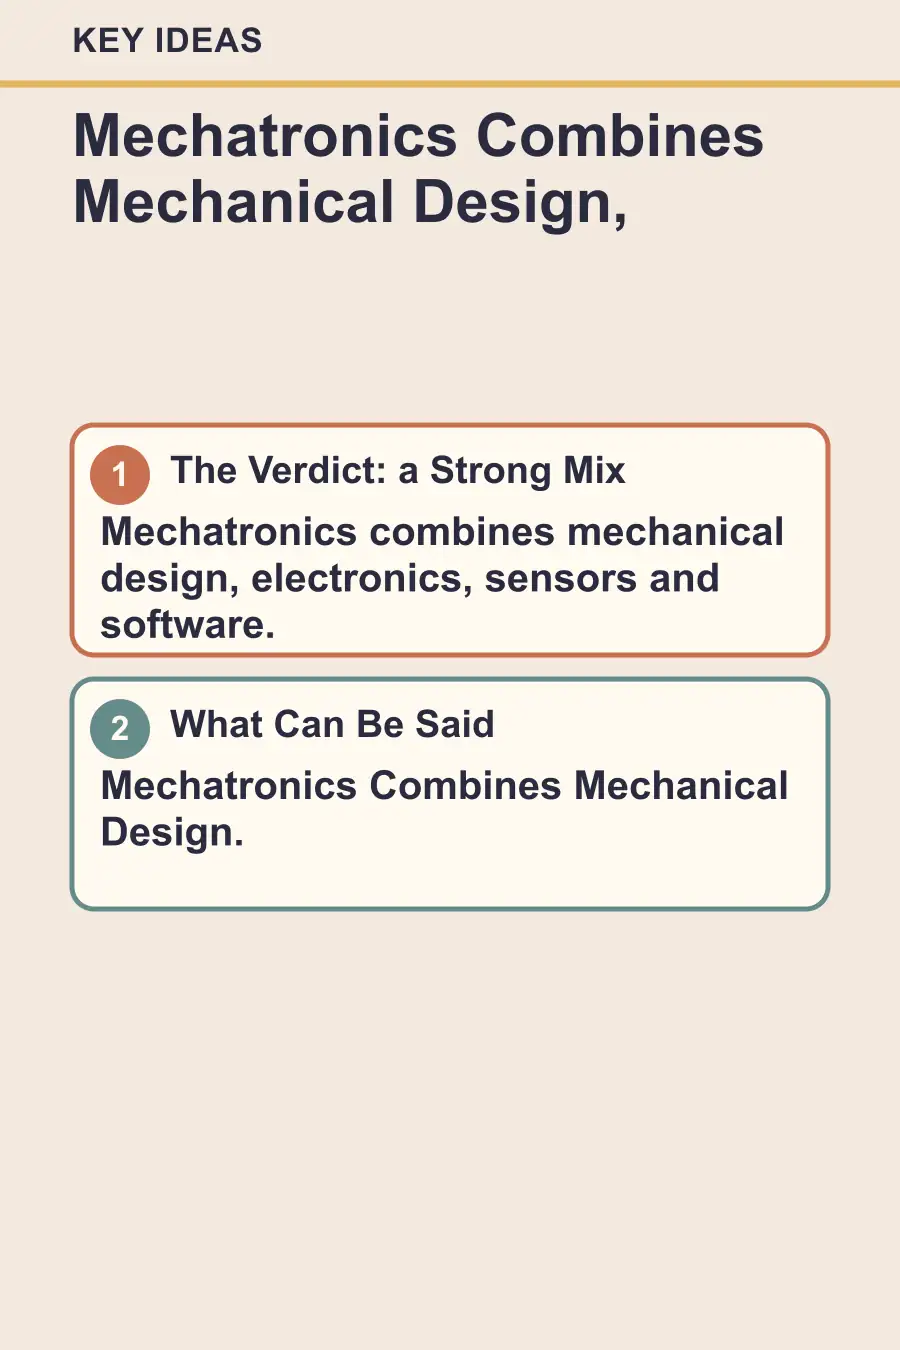 KEY IDEAS
Mechatronics Combines
Mechanical Design,
1 The Verdict: a Strong Mix
Mechatronics combines mechanical
design, electronics, sensors and
software.
2 What Can Be Said
Mechatronics Combines Mechanical
Design.